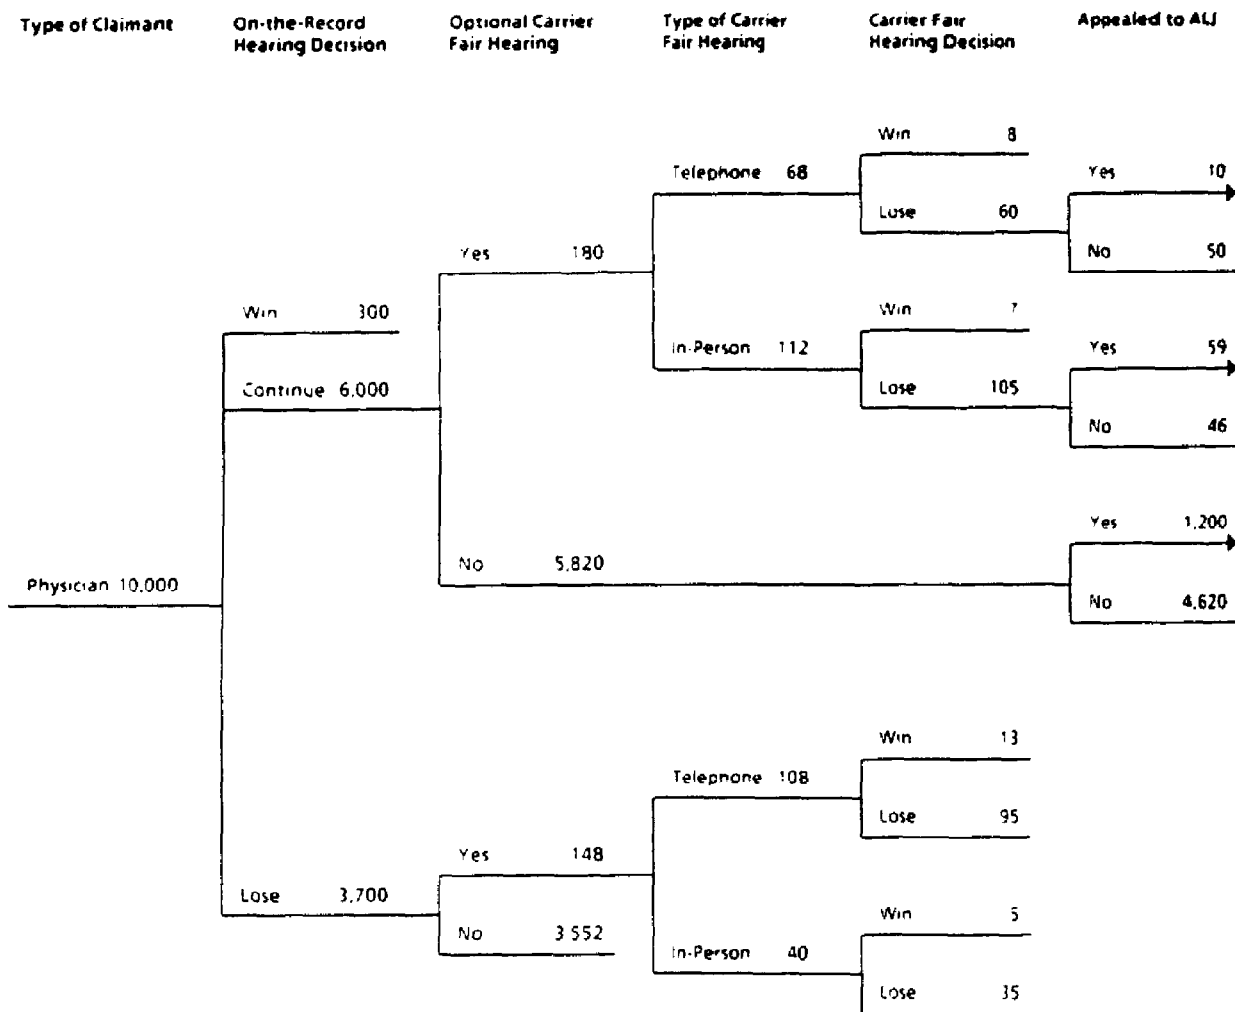 Type of Claimant
On-the-Record
Hearing Decision
Optional Carrier
Fair Hearing
Type of Carrier
Fair Hearing
Carrier Fair
Hearing Decision
Appealed to ALJ
Win 8
Telephone 68
Yes 10
Lose 60
Yes 180
No 50
Win 300
Win 7
In-Person 112
Yes 59
Continue 6,000
Lose 105
No 46
Yes 1,200
No 5,820
Physician 10,000
No 4,620
Win 13
Telephone 108
Lose 95
Yes 148
Lose 3,700
Win 5
No 3 552
In-Person 40
Lose 35